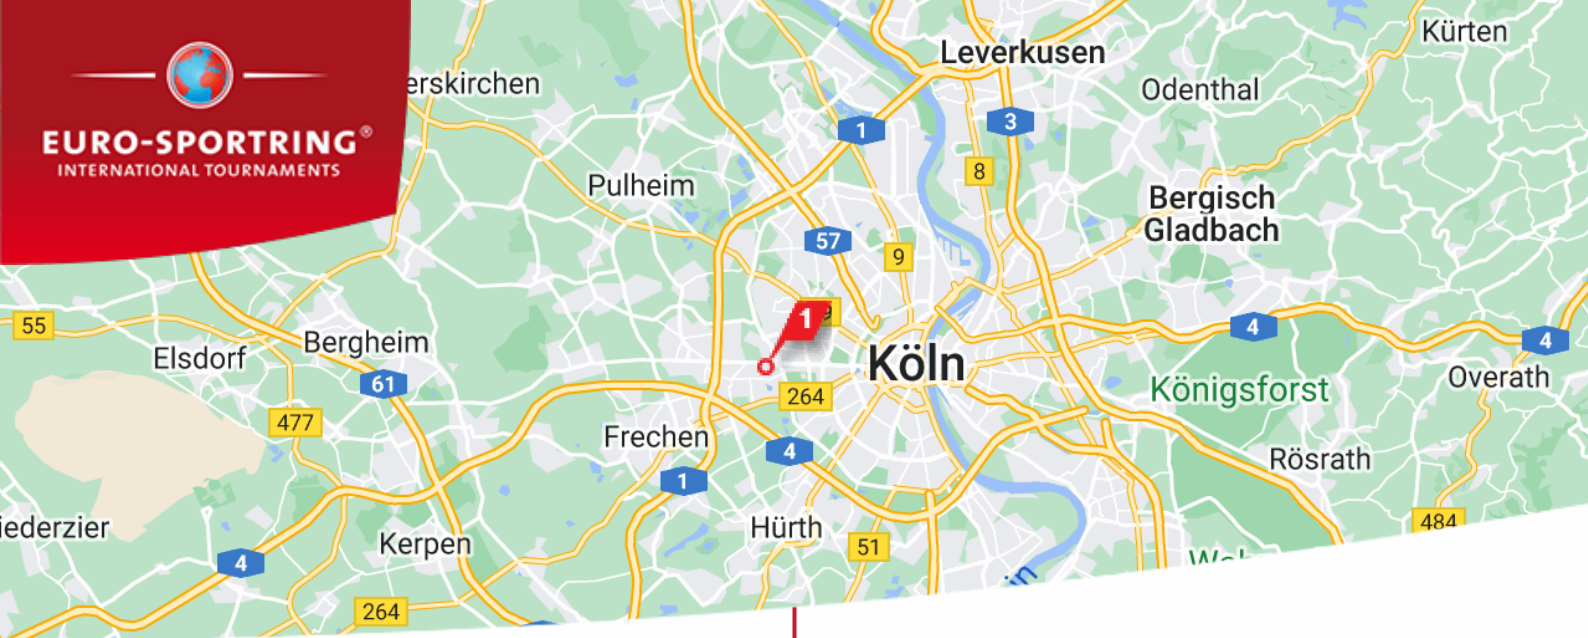 EURO-SPORTRING®
INTERNATIONAL TOURNAMENTS
Kürten
Leverkusen
erskirchen
Odenthal
1
3
8
Pulheim
Bergisch
Gladbach
57
9
9
1
55
4
4
Bergheim
Elsdorf
Köln
61
Overath
Königsforst
264
477
Frechen
4
Rösrath
1
484
iederzier
Hürth
Kerpen
51
4
in
264